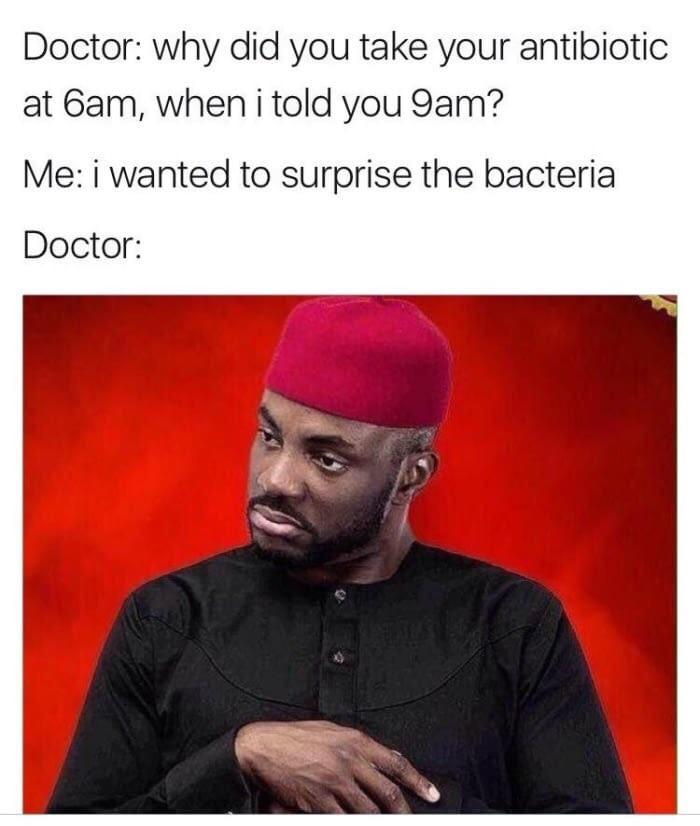 Doctor: why did you take your antibiotic
at 6am, when i told you 9am?
Me: i wanted to surprise the bacteria
Doctor: